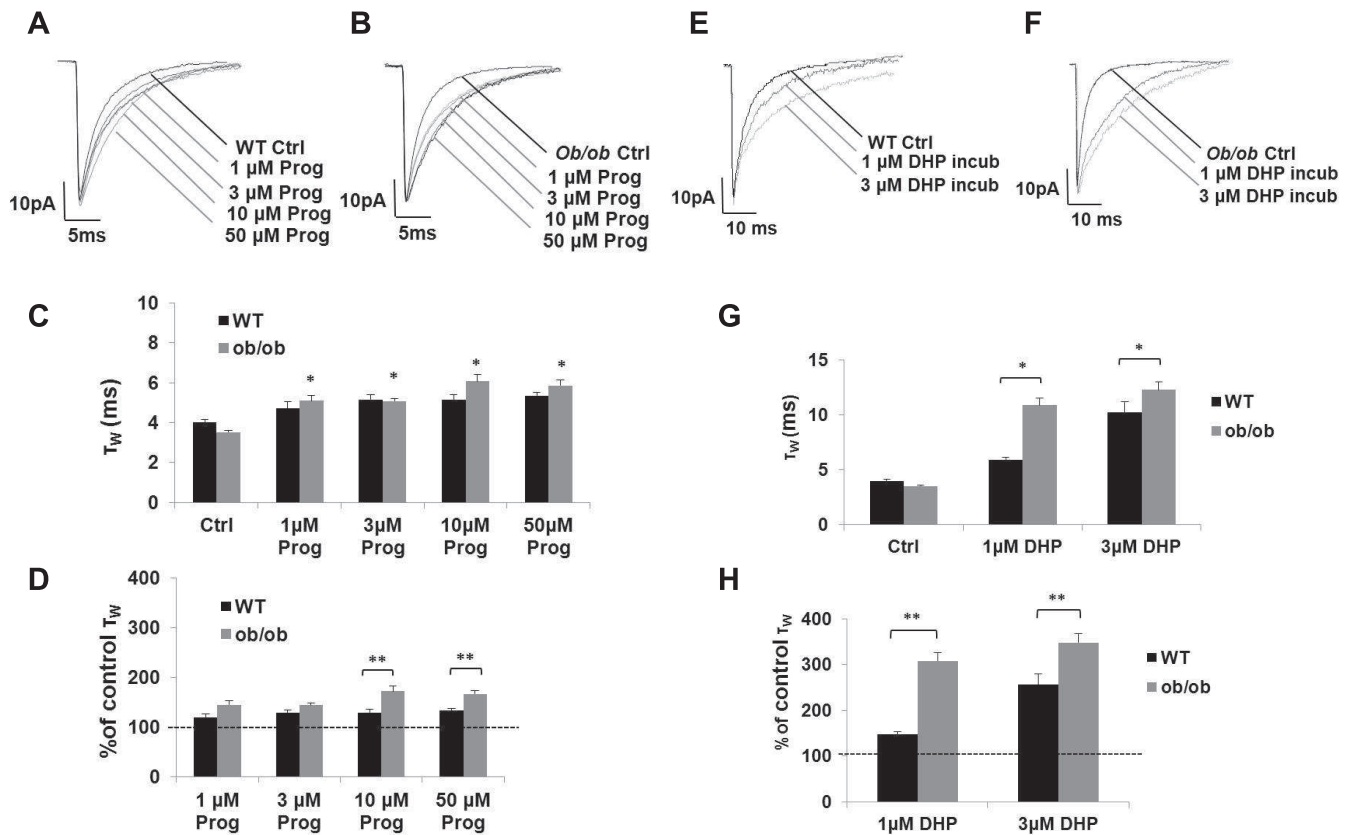 A
WT Ctrl
1 µM Prog
3 µM Prog
10 µM Prog
50 µM Prog
10pA
5ms
B
Ob/ob Ctrl
1 µM Prog
3 µM Prog
10 µM Prog
50 µM Prog
10pA
5ms
E
WT Ctrl
1 µM DHP incub
3 µM DHP incub
10pA
10 ms
F
Ob/ob Ctrl
1 µM DHP incub
3 µM DHP incub
10pA
10 ms
C
τw (ms)
10
8
6
4
2
0
WT
ob/ob
* * * *
Ctrl
1µM Prog
3µM Prog
10µM Prog
50µM Prog
D
%of control τw
400
300
200
100
0
WT
ob/ob
** **
1 µM Prog
3 µM Prog
10 µM Prog
50 µM Prog
G
τw (ms)
15
10
5
0
* *
WT
ob/ob
Ctrl
1µM DHP
3µM DHP
H
% of control τw
400
300
200
100
0
** **
WT
ob/ob
1µM DHP
3µM DHP